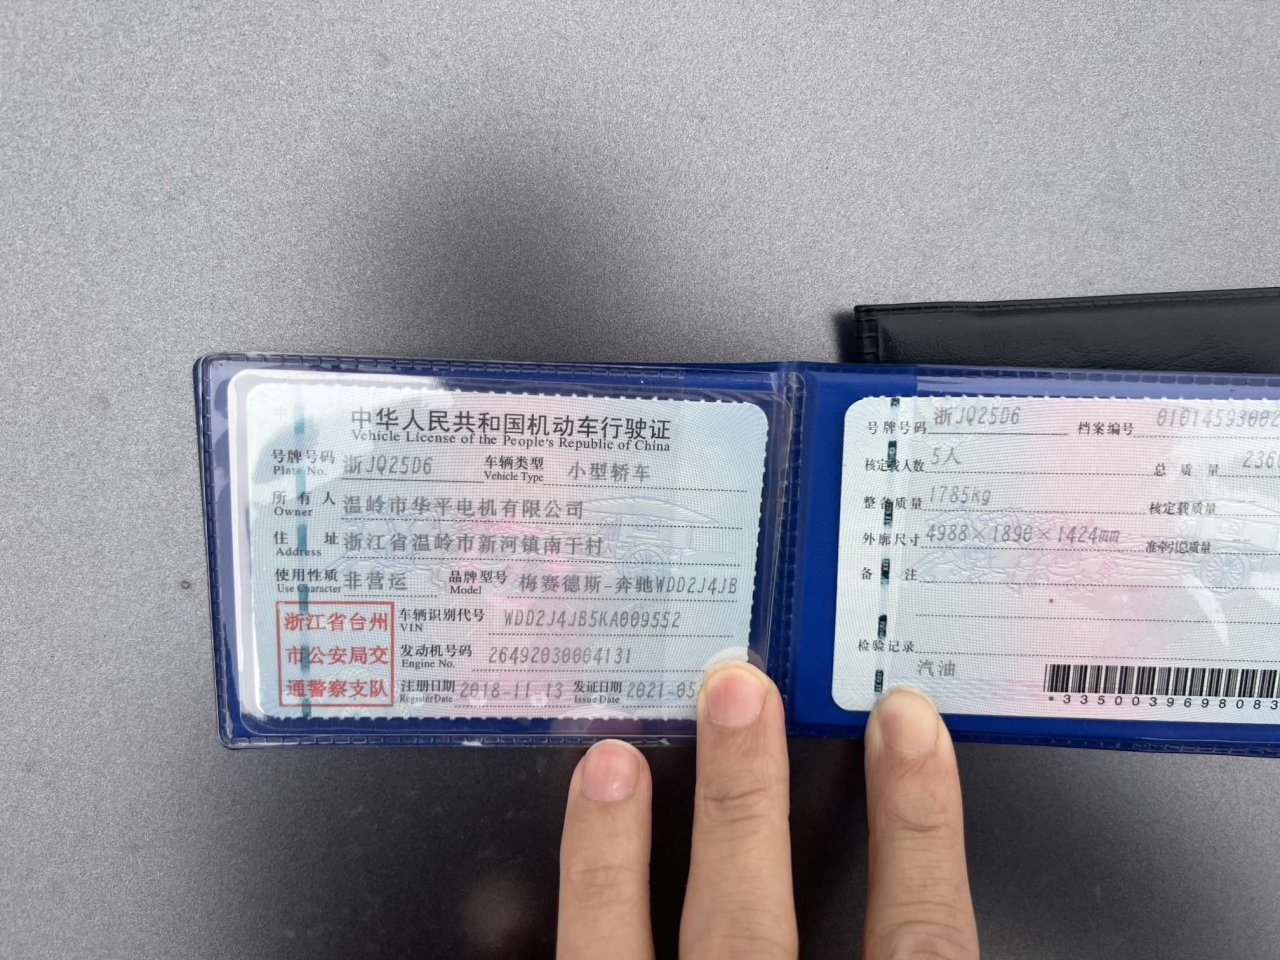 中华人民共和国机动车行驶证
Vehicle License of the People's Republic of China
号牌号码 浙JQ25D6 车辆类型 小型轿车
Plate No. Vehicle Type
所有人 温岭市华平电机有限公司
Owner
住址 浙江省温岭市新河镇南于村
Address
使用性质 非营运 品牌型号 梅赛德斯-奔驰WDD2J4JB
Use Character Model
浙江省台州
市公安局交
通警察支队
车辆识别代号 WDD2J4JB5KA009552
VIN
发动机号码 26492030004131
Engine No.
注册日期 2018-11-13 发证日期 2021-05
Register Date Issue Date
号牌号码 浙JQ25D6 档案编号 01014593002
核定载人数 5人 总质量 236
整备质量 1785kg 核定载质量
外廓尺寸 4988×1890×1424mm 准牵引总质量
备注
检验记录
汽油
*3350039698083